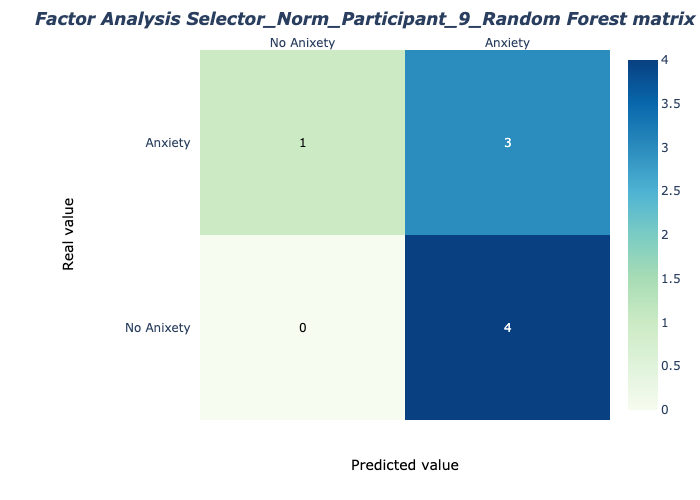 Factor Analysis Selector_Norm_Participant_9_Random Forest matrix
No Anixety Anxiety
Anxiety 1 3
No Anixety 0 4
Real value
Predicted value
4
3.5
3
2.5
2
1.5
1
0.5
0